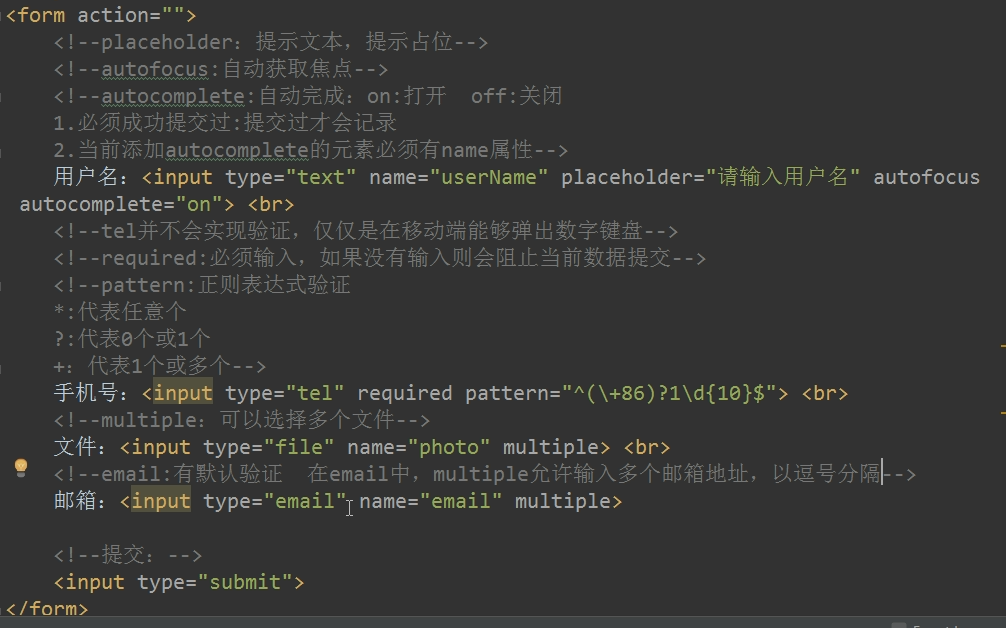 <form action="">
<!--placeholder：提示文本，提示占位-->
<!--autofocus:自动获取焦点-->
<!--autocomplete:自动完成：on:打开  off:关闭
1.必须成功提交过:提交过才会记录
2.当前添加autocomplete的元素必须有name属性-->
用户名：<input type="text" name="userName" placeholder="请输入用户名" autofocus
autocomplete="on"> <br>
<!--tel并不会实现验证，仅仅是在移动端能够弹出数字键盘-->
<!--required:必须输入，如果没有输入则会阻止当前数据提交-->
<!--pattern:正则表达式验证
*:代表任意个
?:代表0个或1个
+：代表1个或多个-->
手机号：<input type="tel" required pattern="^(\+86)?1\d{10}$"> <br>
<!--multiple：可以选择多个文件-->
文件：<input type="file" name="photo" multiple> <br>
<!--email:有默认验证  在email中，multiple允许输入多个邮箱地址，以逗号分隔-->
邮箱：<input type="email" name="email" multiple>
<!--提交：-->
<input type="submit">
</form>